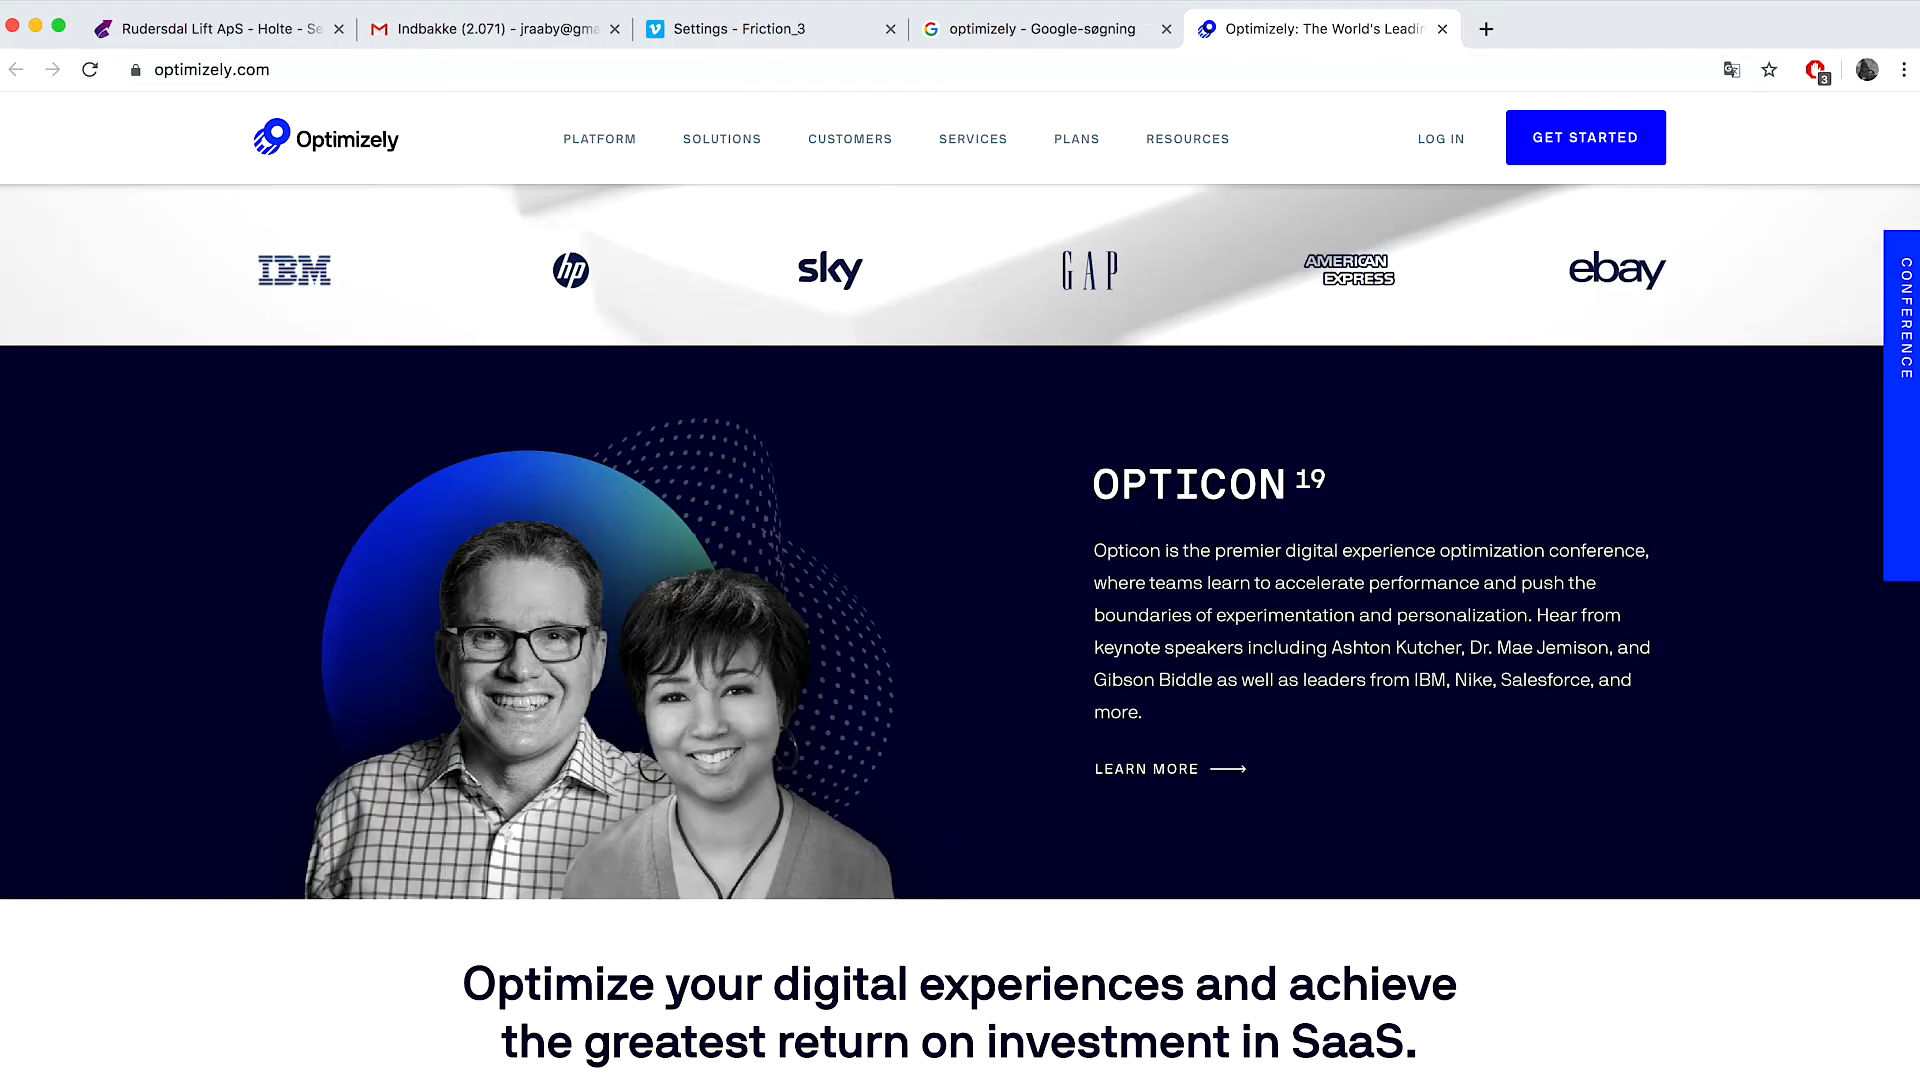 Rudersdal Lift ApS - Holte - Se
Indbakke (2.071) - jraaby@gma
Settings - Friction_3
optimizely - Google-søgning
Optimizely: The World's Leadin
optimizely.com
3
Optimizely
PLATFORM
SOLUTIONS
CUSTOMERS
SERVICES
PLANS
RESOURCES
LOG IN
GET STARTED
IBM
hp
sky
GAP
AMERICAN
EXPRESS
ebay
CONFERENCE
OPTICON 19
Opticon is the premier digital experience optimization conference,
where teams learn to accelerate performance and push the
boundaries of experimentation and personalization. Hear from
keynote speakers including Ashton Kutcher, Dr. Mae Jemison, and
Gibson Biddle as well as leaders from IBM, Nike, Salesforce, and
more.
LEARN MORE
Optimize your digital experiences and achieve
the greatest return on investment in SaaS.